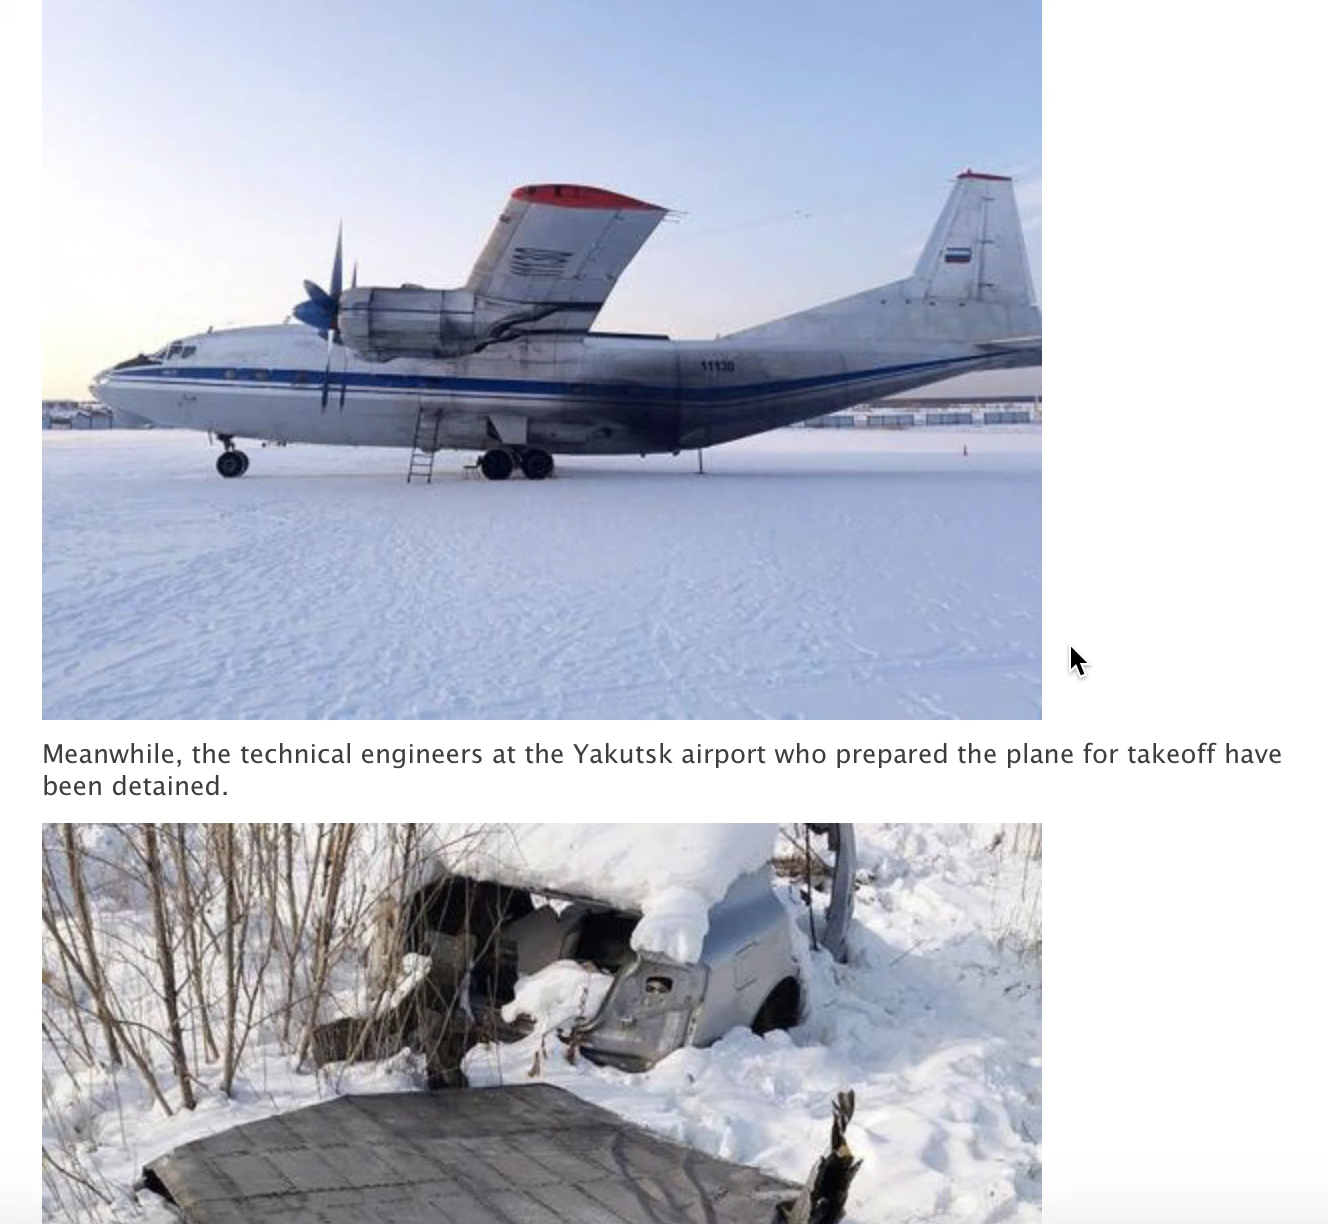 11130
Meanwhile, the technical engineers at the Yakutsk airport who prepared the plane for takeoff have
been detained.